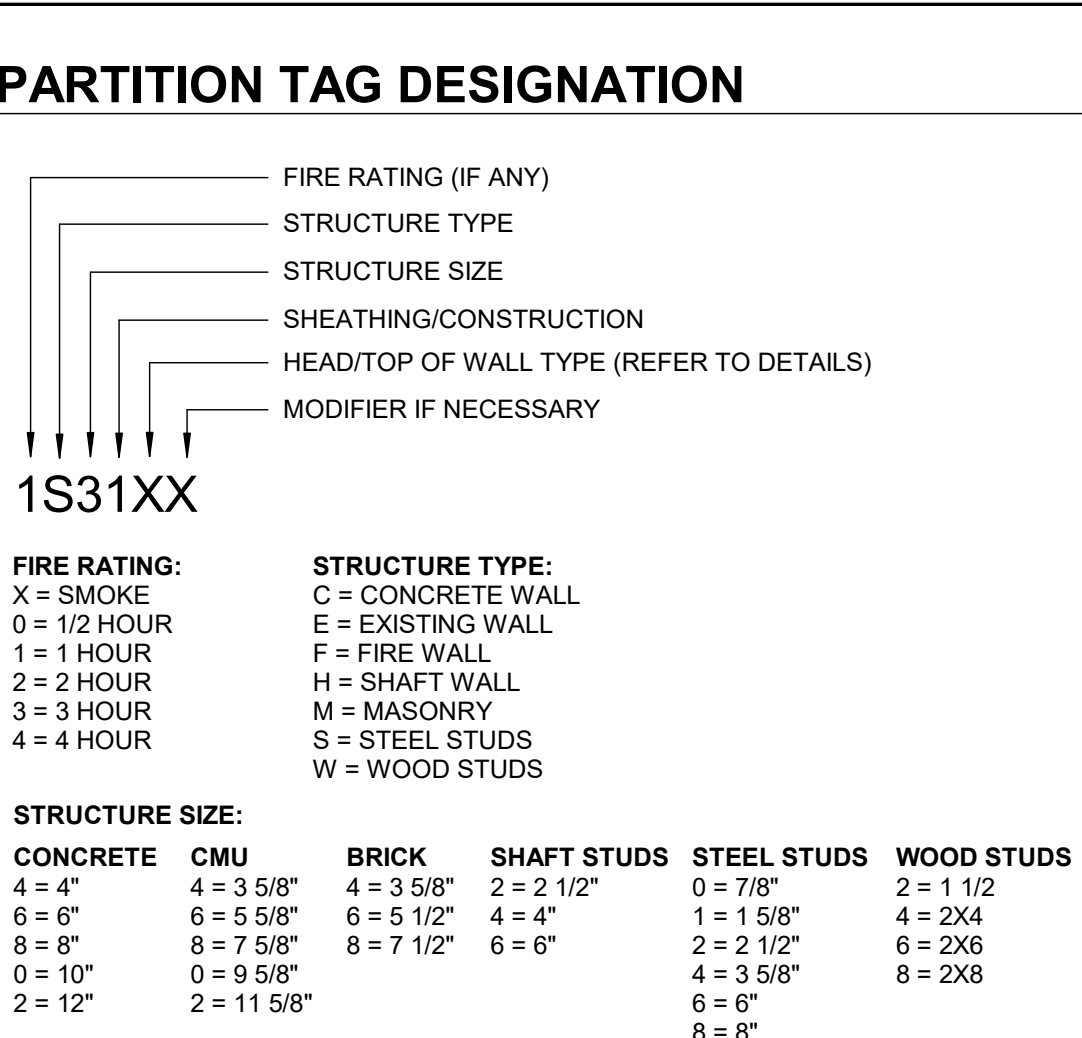 PARTITION TAG DESIGNATION
FIRE RATING (IF ANY)
STRUCTURE TYPE
STRUCTURE SIZE
SHEATHING/CONSTRUCTION
HEAD/TOP OF WALL TYPE (REFER TO DETAILS)
MODIFIER IF NECESSARY
1S31XX
FIRE RATING:
X = SMOKE
0 = 1/2 HOUR
1 = 1 HOUR
2 = 2 HOUR
3 = 3 HOUR
4 = 4 HOUR
STRUCTURE TYPE:
C = CONCRETE WALL
E = EXISTING WALL
F = FIRE WALL
H = SHAFT WALL
M = MASONRY
S = STEEL STUDS
W = WOOD STUDS
STRUCTURE SIZE:
CONCRETE
4 = 4"
6 = 6"
8 = 8"
0 = 10"
2 = 12"
CMU
4 = 3 5/8"
6 = 5 5/8"
8 = 7 5/8"
0 = 9 5/8"
2 = 11 5/8"
BRICK
4 = 3 5/8"
6 = 5 1/2"
8 = 7 1/2"
SHAFT STUDS
2 = 2 1/2"
4 = 4"
6 = 6"
STEEL STUDS
0 = 7/8"
1 = 1 5/8"
2 = 2 1/2"
4 = 3 5/8"
6 = 6"
8 = 8"
WOOD STUDS
2 = 1 1/2
4 = 2X4
6 = 2X6
8 = 2X8